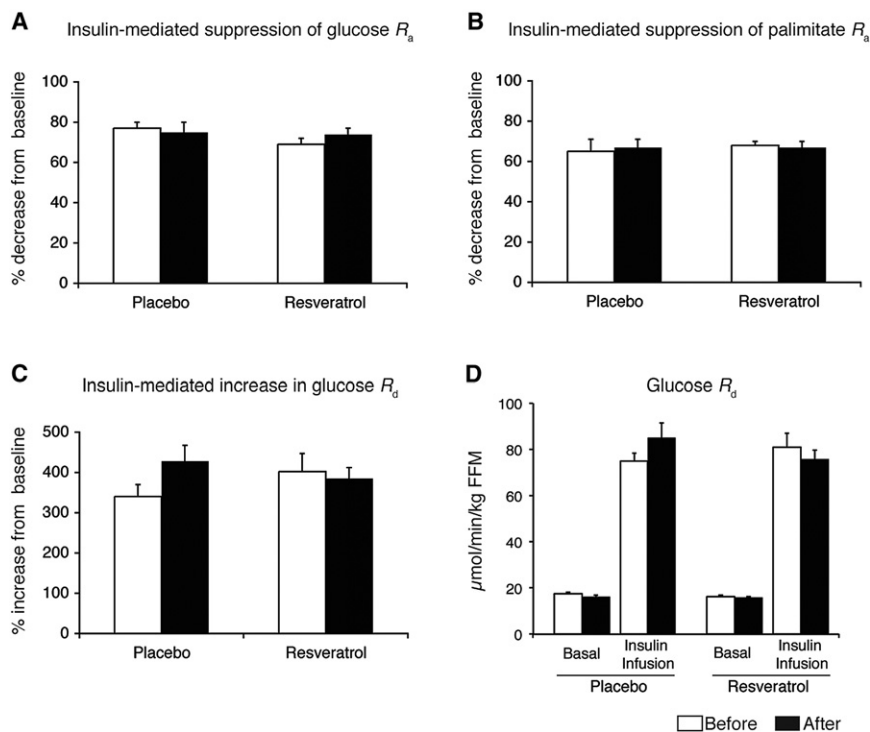 A
Insulin-mediated suppression of glucose Ra
% decrease from baseline
100
80
60
40
20
0
Placebo
Resveratrol
B
Insulin-mediated suppression of palimitate Ra
% decrease from baseline
100
80
60
40
20
0
Placebo
Resveratrol
C
Insulin-mediated increase in glucose Rd
% increase from baseline
500
400
300
200
100
0
Placebo
Resveratrol
D
Glucose Rd
µmol/min/kg FFM
100
80
60
40
20
0
Basal
Insulin
Infusion
Basal
Insulin
Infusion
Placebo
Resveratrol
Before
After